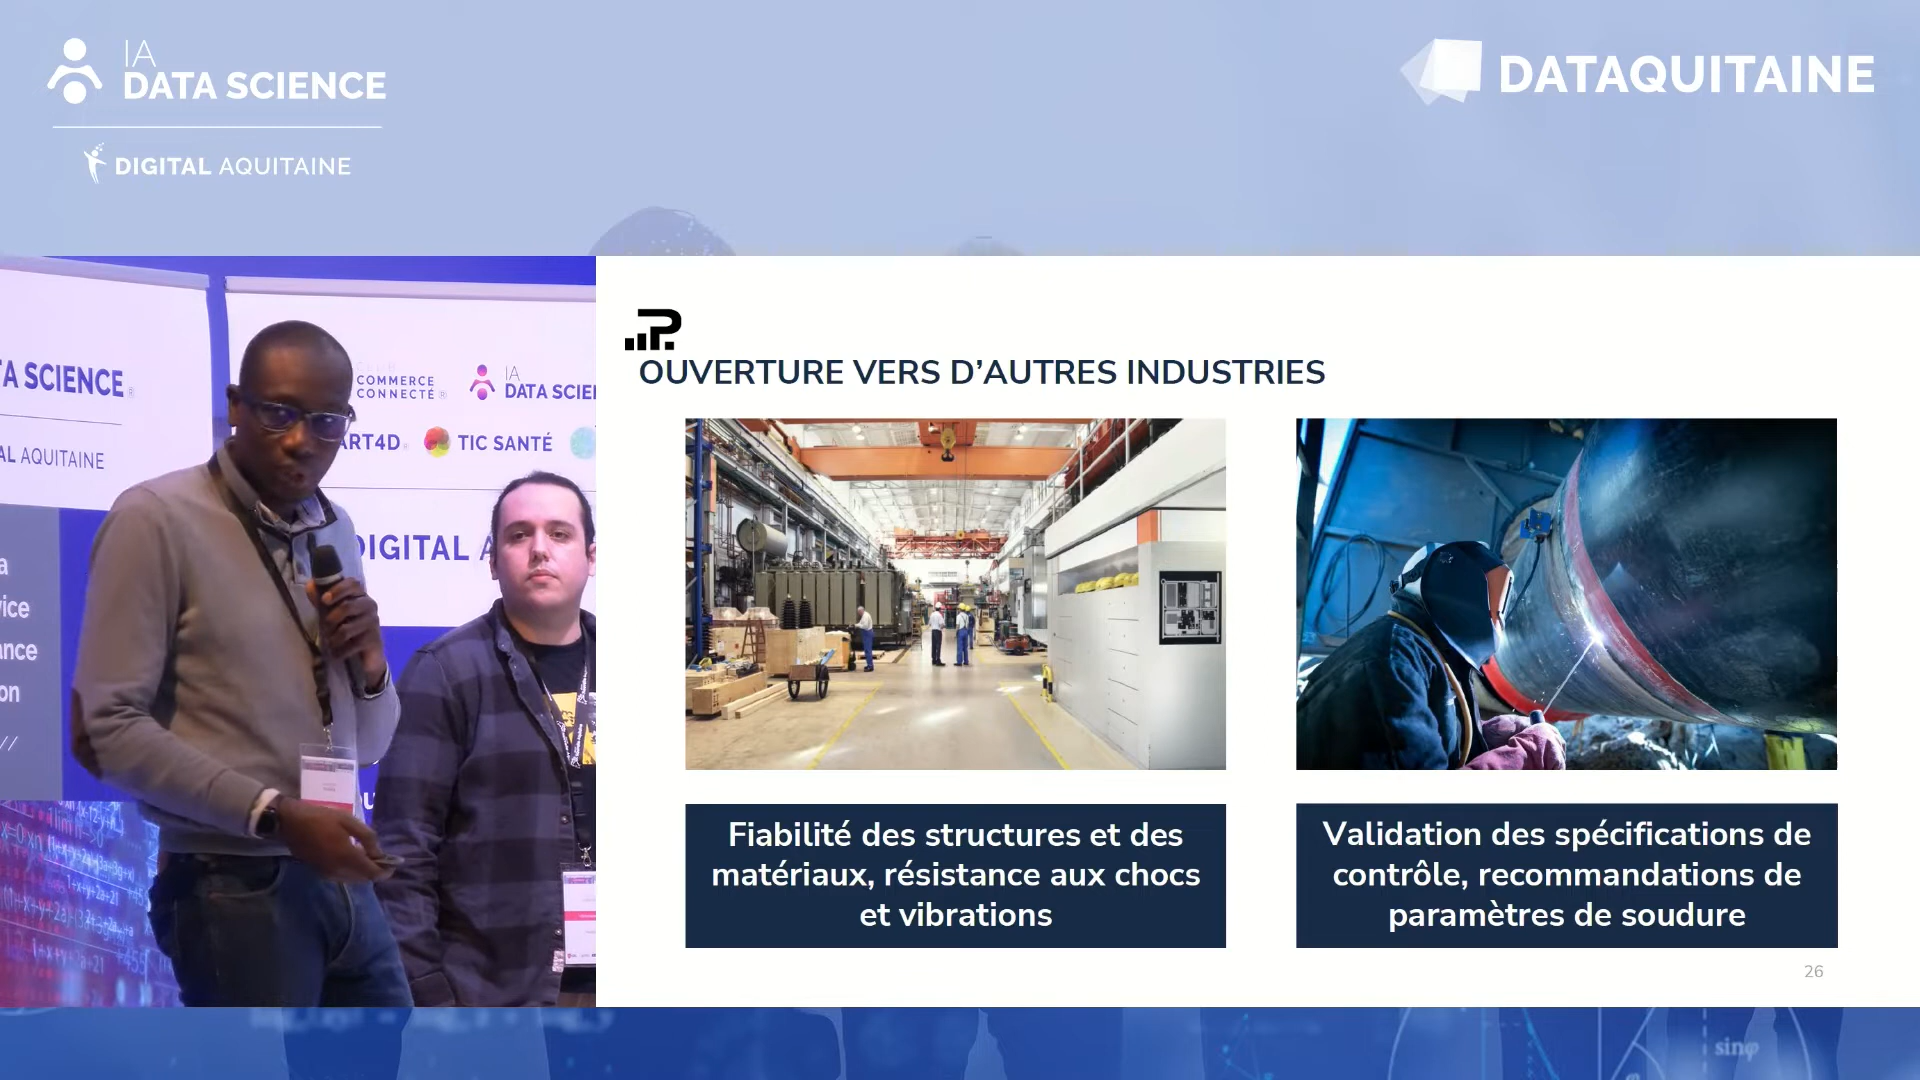 IA
DATA SCIENCE
DIGITAL AQUITAINE
DATAQUITAINE
TA SCIENCE
AL AQUITAINE
COMMERCE
CONNECTÉ
IA
DATA SCIEN
ART4D
TIC SANTÉ
DIGITAL A
OUVERTURE VERS D'AUTRES INDUSTRIES
Fiabilité des structures et des
matériaux, résistance aux chocs
et vibrations
Validation des spécifications de
contrôle, recommandations de
paramètres de soudure
26
sinφ